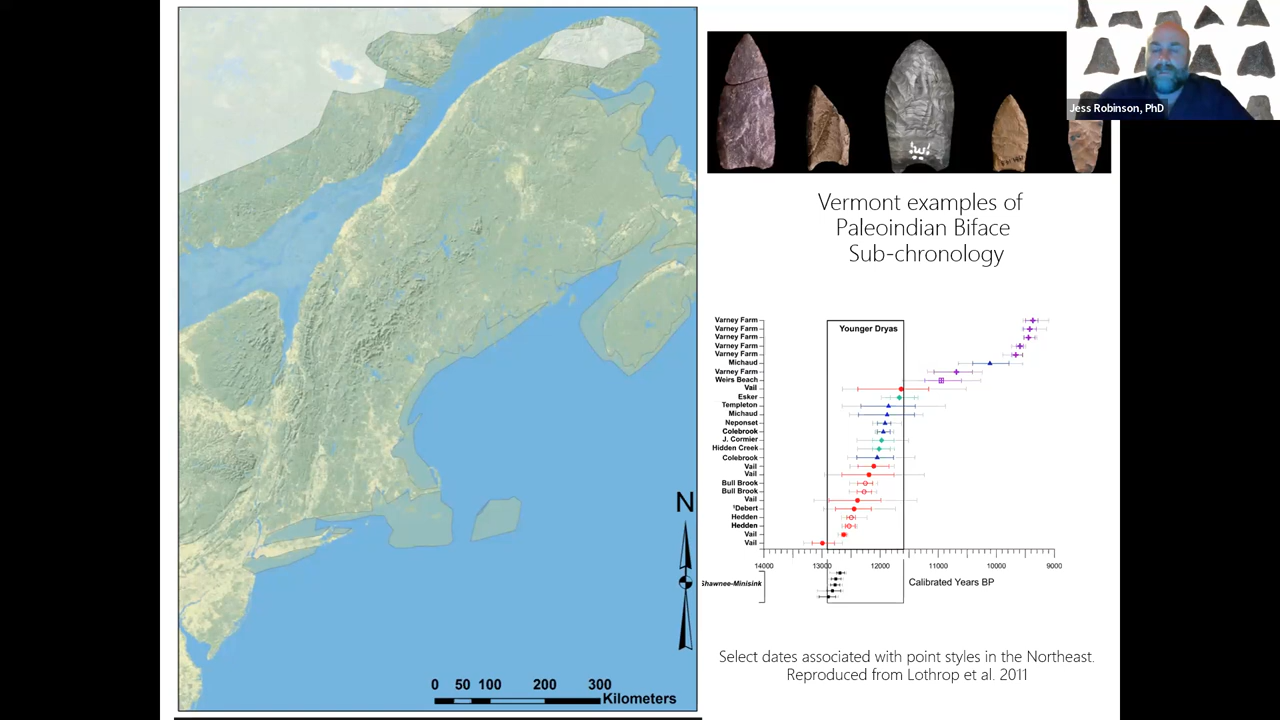 Jess Robinson, PhD
Vermont examples of
Paleoindian Biface
Sub-chronology
Younger Dryas
Varney Farm
Varney Farm
Varney Farm
Varney Farm
Varney Farm
Michaud
Varney Farm
Weirs Beach
Vail
Esker
Templeton
Michaud
Neponset
Colebrook
J. Cormier
Hidden Creek
Colebrook
Vail
Vail
Bull Brook
Bull Brook
Vail
¹Debert
Hedden
Hedden
Vail
Vail
14000 13000 12000 11000 10000 9000
Shawnee-Minisink
Calibrated Years BP
Select dates associated with point styles in the Northeast.
Reproduced from Lothrop et al. 2011
N
0 50 100 200 300
Kilometers